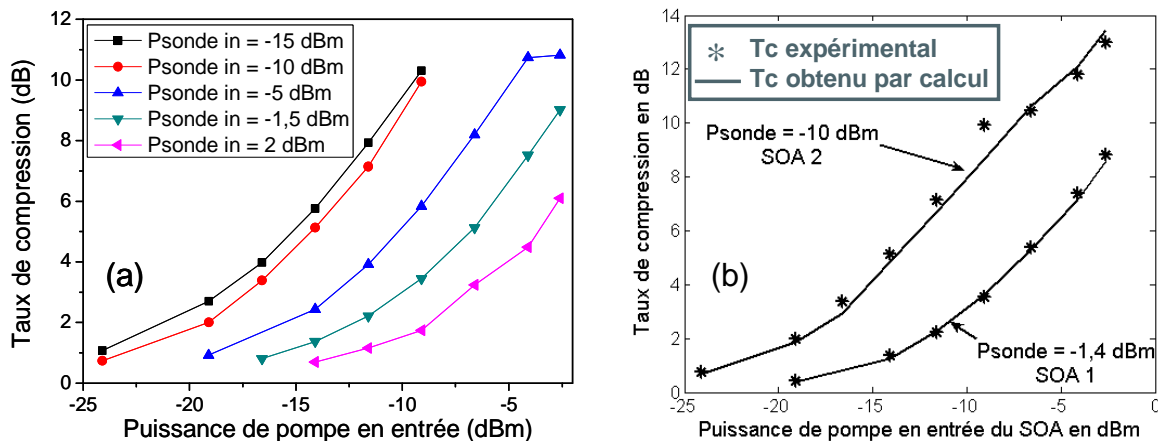 Taux de compression (dB)
12
10
8
6
4
2
0
Psonde in = -15 dBm
Psonde in = -10 dBm
Psonde in = -5 dBm
Psonde in = -1,5 dBm
Psonde in = 2 dBm
(a)
-25
-20
-15
-10
-5
Puissance de pompe en entrée (dBm)
Taux de compression en dB
14
12
10
8
6
4
2
0
* Tc expérimental
Tc obtenu par calcul
Psonde = -10 dBm
SOA 2
(b)
Psonde = -1,4 dBm
SOA 1
-25
-20
-15
-10
-5
0
Puissance de pompe en entrée du SOA en dBm